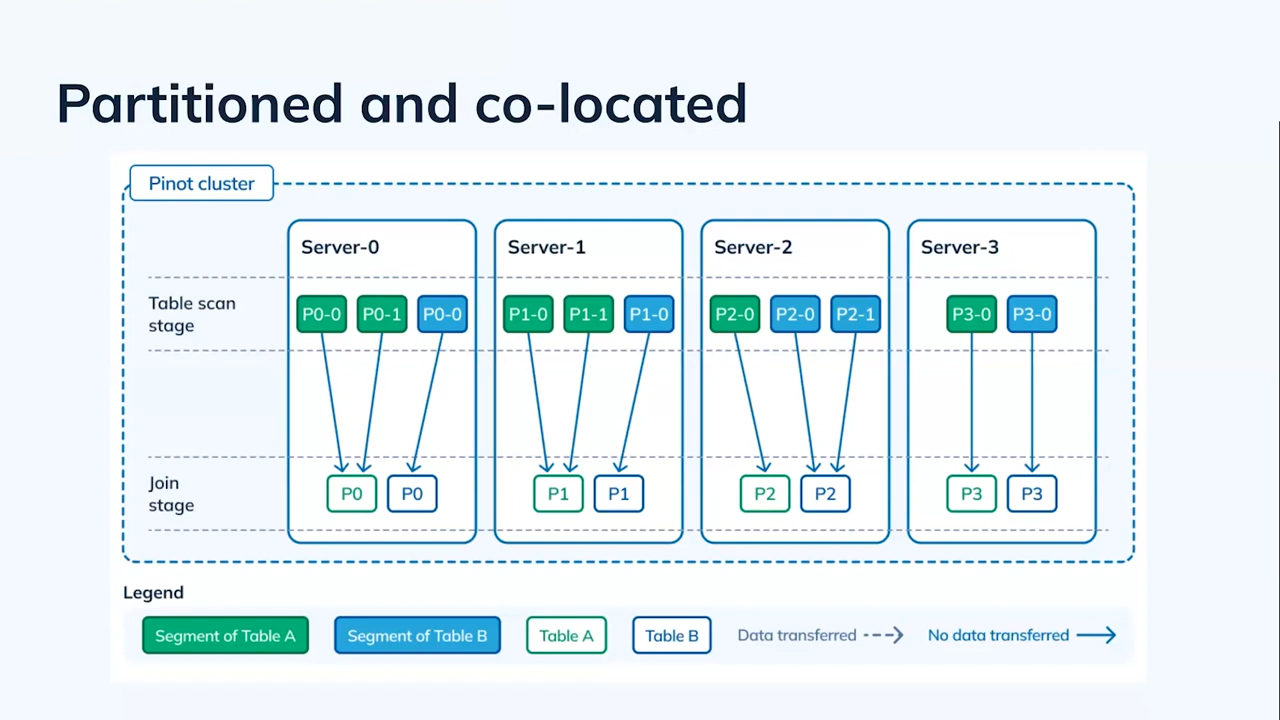 Partitioned and co-located
Pinot cluster
Server-0
Server-1
Server-2
Server-3
Table scan
stage
P0-0
P0-1
P0-0
P1-0
P1-1
P1-0
P2-0
P2-0
P2-1
P3-0
P3-0
Join
stage
P0
P0
P1
P1
P2
P2
P3
P3
Legend
Segment of Table A
Segment of Table B
Table A
Table B
Data transferred
No data transferred